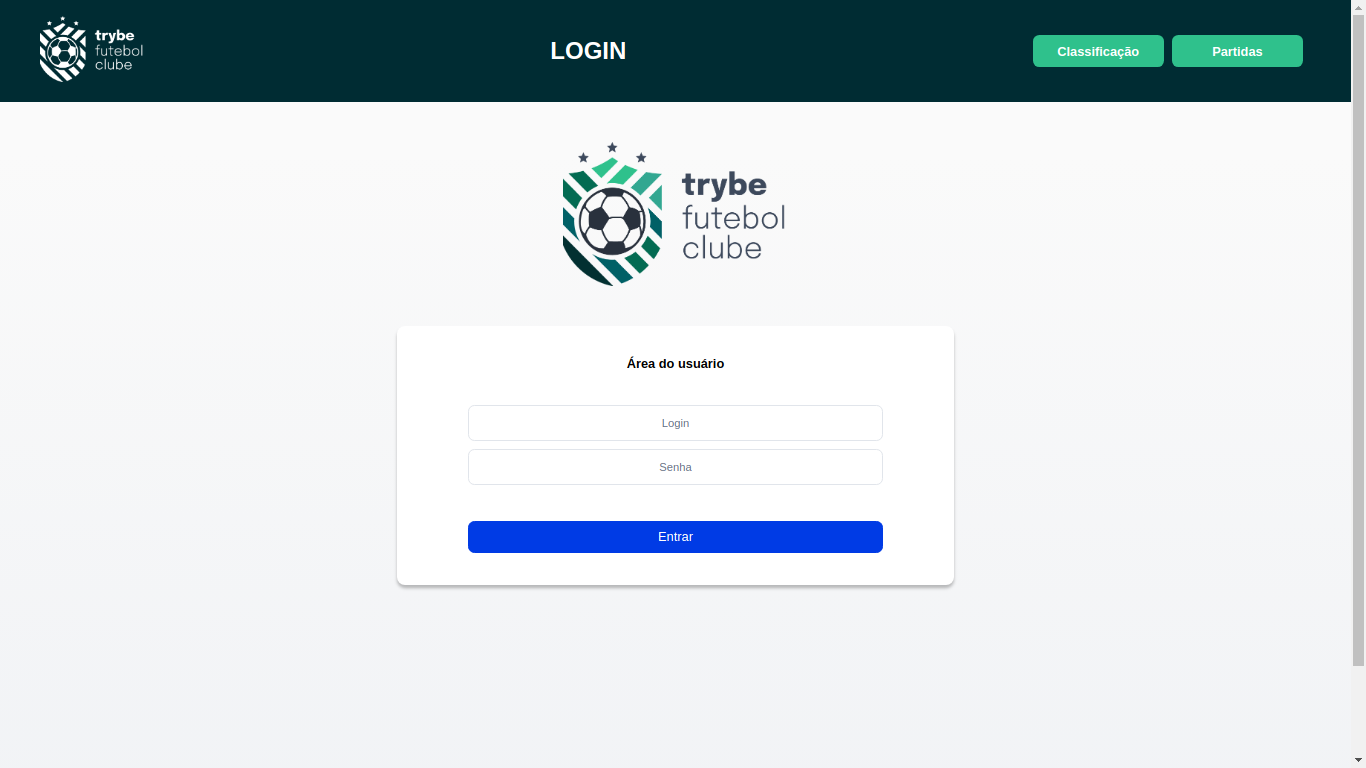 trybe
futebol
clube
LOGIN
Classificação
Partidas
trybe
futebol
clube
Área do usuário
Login
Senha
Entrar